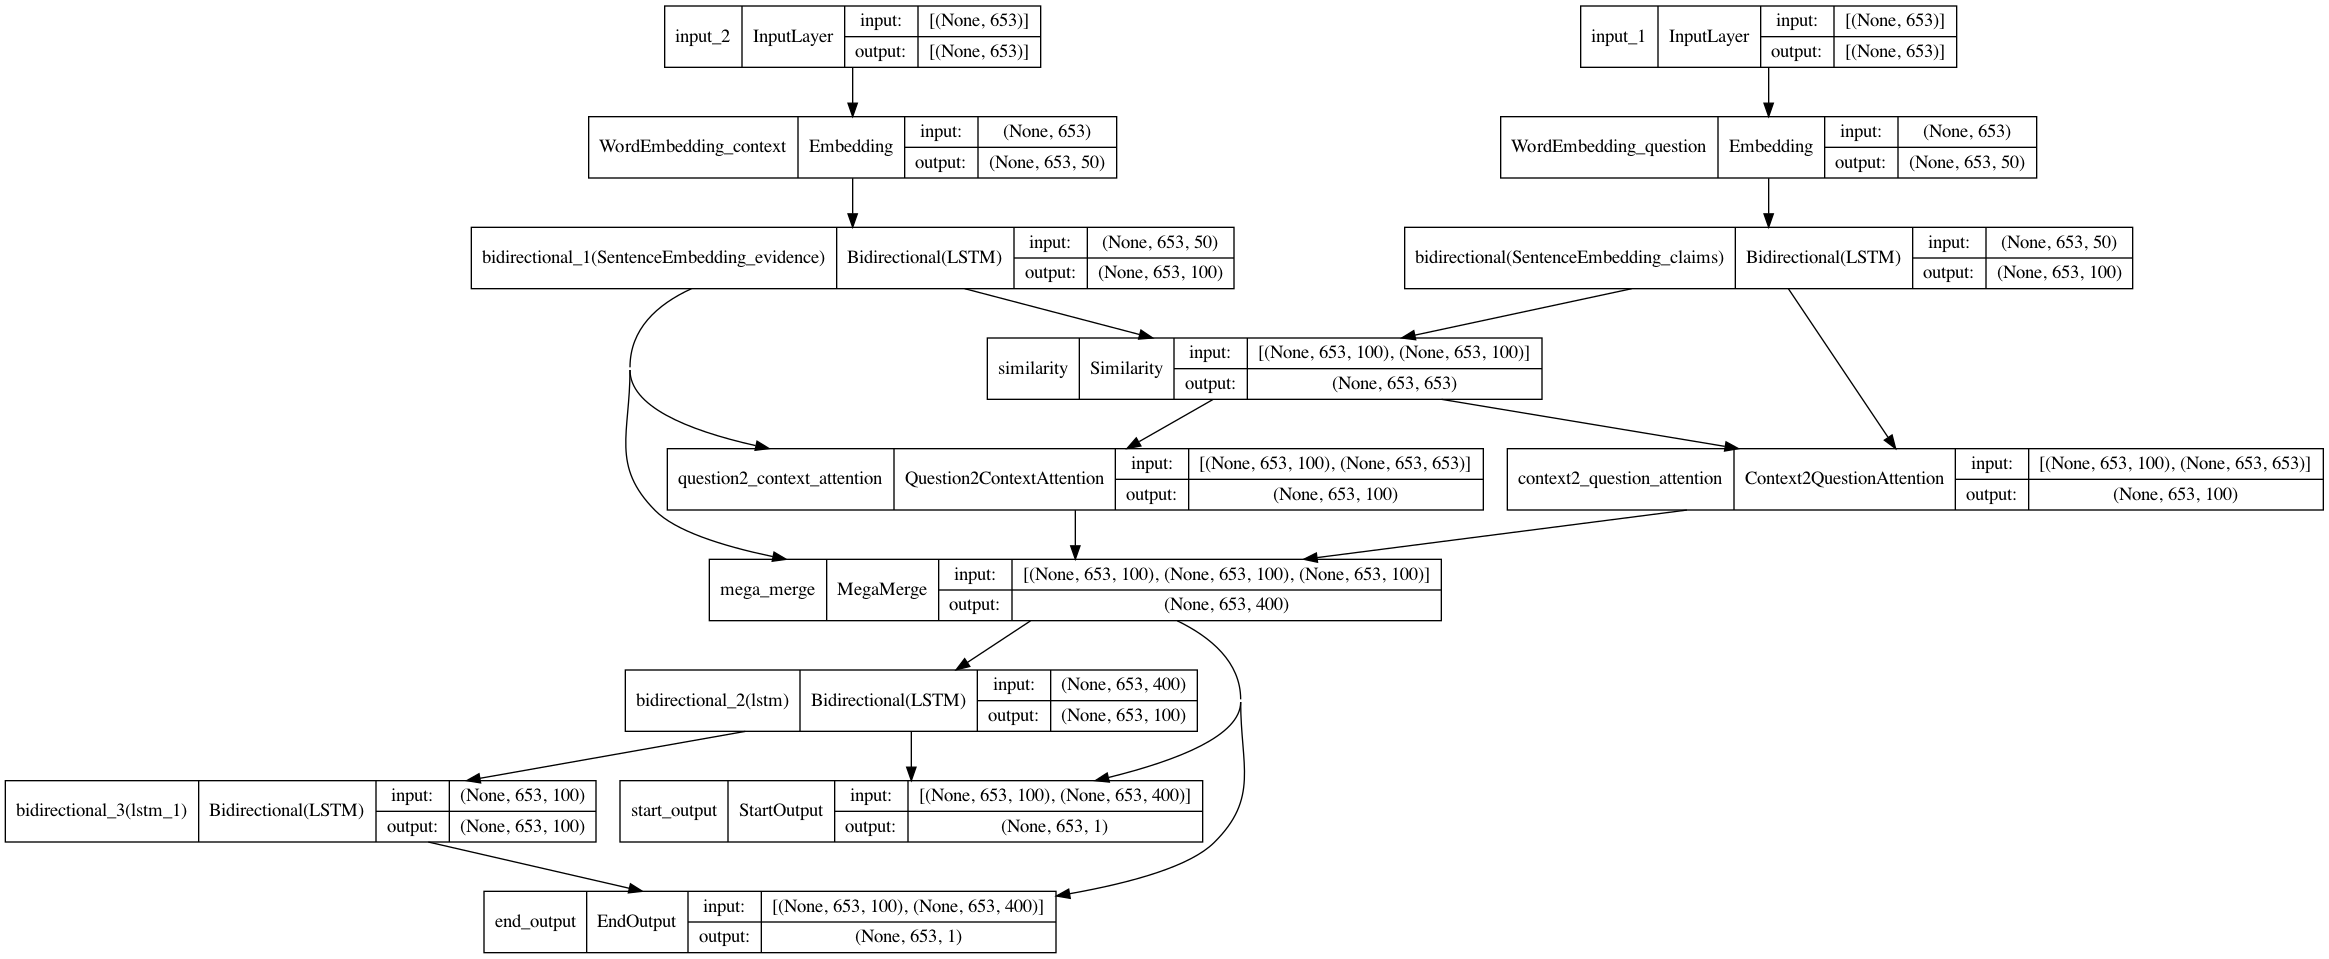 input_2 InputLayer input: [(None, 653)]
output: [(None, 653)]
input_1 InputLayer input: [(None, 653)]
output: [(None, 653)]
WordEmbedding_context Embedding input: (None, 653)
output: (None, 653, 50)
WordEmbedding_question Embedding input: (None, 653)
output: (None, 653, 50)
bidirectional_1(SentenceEmbedding_evidence) Bidirectional(LSTM) input: (None, 653, 50)
output: (None, 653, 100)
bidirectional(SentenceEmbedding_claims) Bidirectional(LSTM) input: (None, 653, 50)
output: (None, 653, 100)
similarity Similarity input: [(None, 653, 100), (None, 653, 100)]
output: (None, 653, 653)
question2_context_attention Question2ContextAttention input: [(None, 653, 100), (None, 653, 653)]
output: (None, 653, 100)
context2_question_attention Context2QuestionAttention input: [(None, 653, 100), (None, 653, 653)]
output: (None, 653, 100)
mega_merge MegaMerge input: [(None, 653, 100), (None, 653, 100), (None, 653, 100)]
output: (None, 653, 400)
bidirectional_2(lstm) Bidirectional(LSTM) input: (None, 653, 400)
output: (None, 653, 100)
bidirectional_3(lstm_1) Bidirectional(LSTM) input: (None, 653, 100)
output: (None, 653, 100)
start_output StartOutput input: [(None, 653, 100), (None, 653, 400)]
output: (None, 653, 1)
end_output EndOutput input: [(None, 653, 100), (None, 653, 400)]
output: (None, 653, 1)